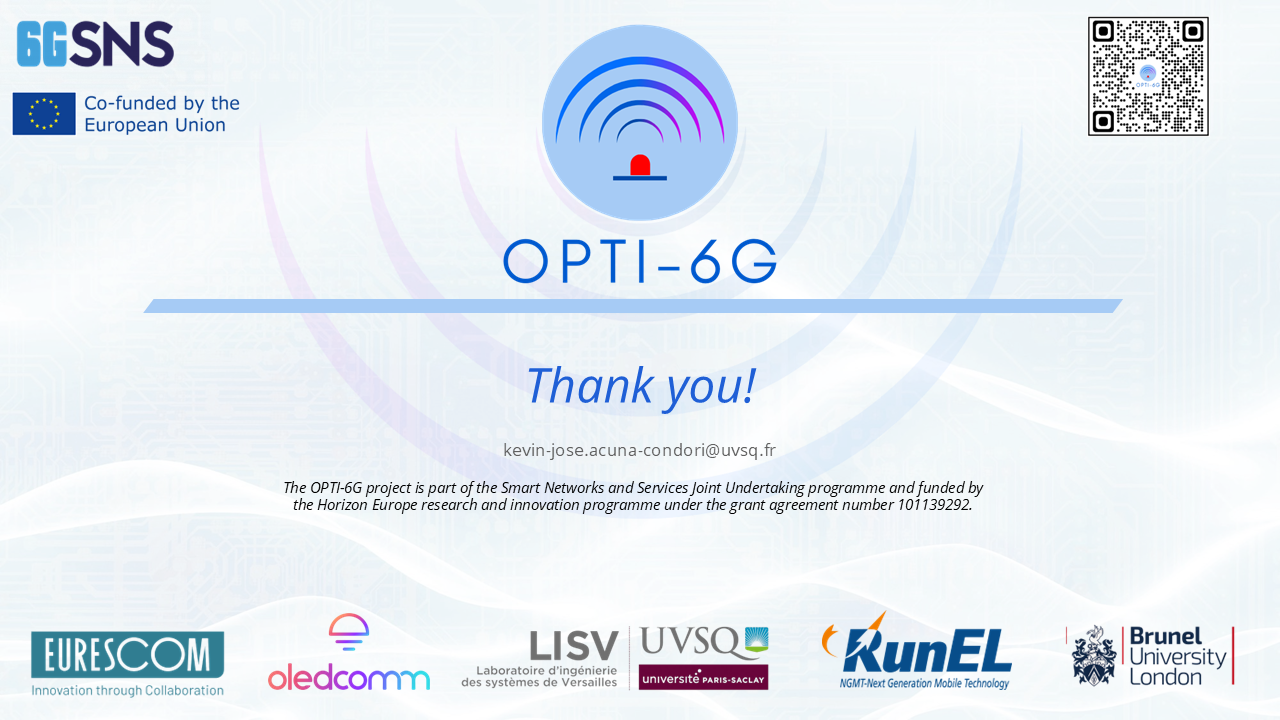 6GSNS
Co-funded by the
European Union
OPTI-6G
OPTI-6G
Thank you!
kevin-jose.acuna-condori@uvsq.fr
The OPTI-6G project is part of the Smart Networks and Services Joint Undertaking programme and funded by
the Horizon Europe research and innovation programme under the grant agreement number 101139292.
EURESCOM
Innovation through Collaboration
oledcomm
LISV
Laboratoire d'ingénierie
des systèmes de Versailles
UVSQ
université PARIS-SACLAY
RunEL
NGMT-Next Generation Mobile Technology
Brunel
University
London